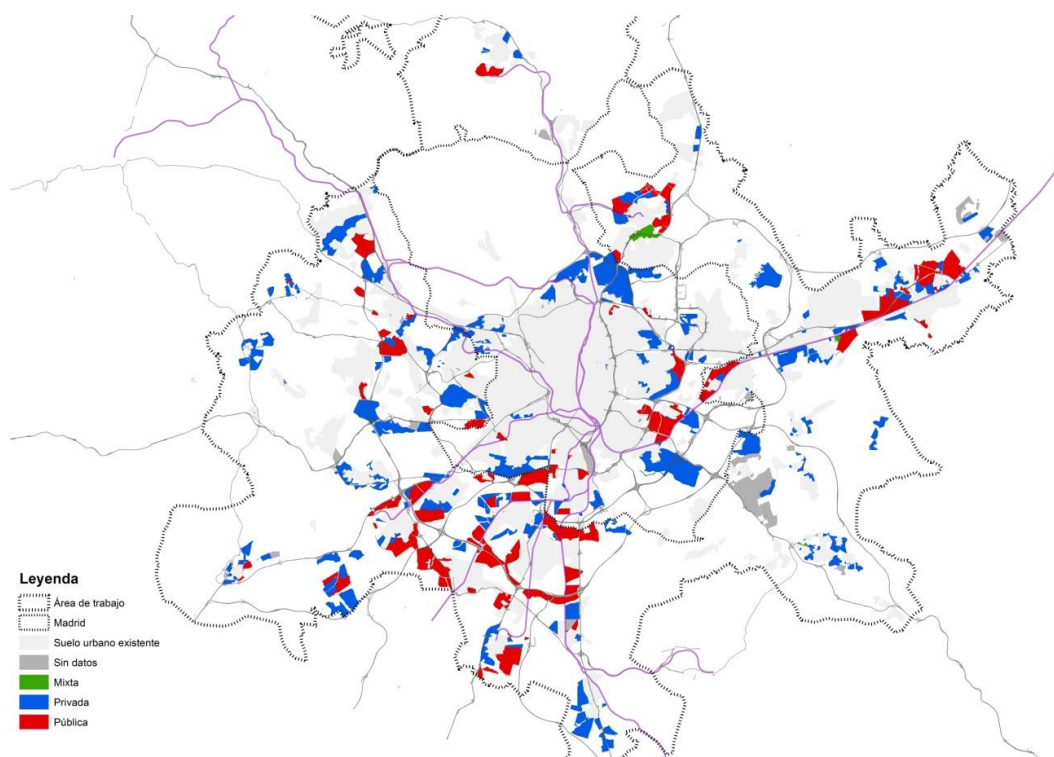 Leyenda
Área de trabajo
Madrid
Suelo urbano existente
Sin datos
Mixta
Privada
Pública